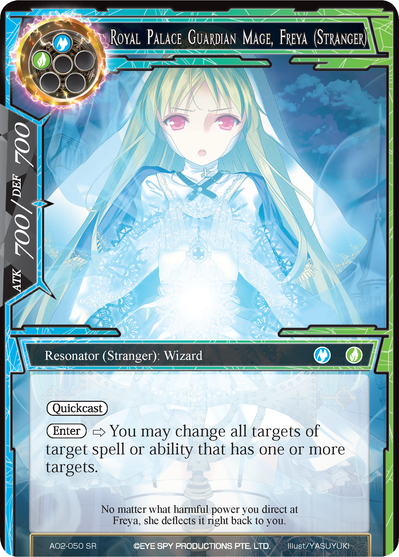 Royal Palace Guardian Mage, Freya (Stranger)
ATK 700 / DEF 700
Resonator (Stranger): Wizard
Quickcast
Enter ⇨ You may change all targets of
target spell or ability that has one or more
targets.
No matter what harmful power you direct at
Freya, she deflects it right back to you.
A02-050 SR ©EYE SPY PRODUCTIONS PTE. LTD. Illust/YASUYUKI